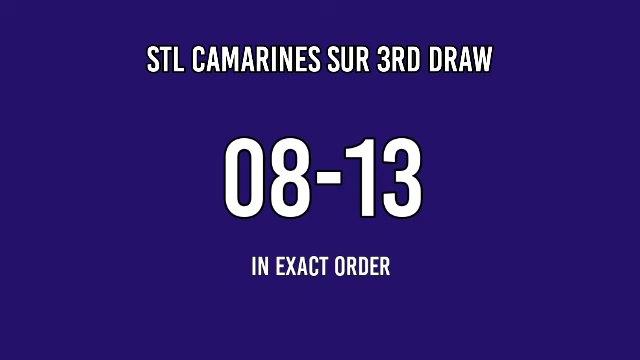 STL CAMARINES SUR 3RD DRAW
08-13
IN EXACT ORDER